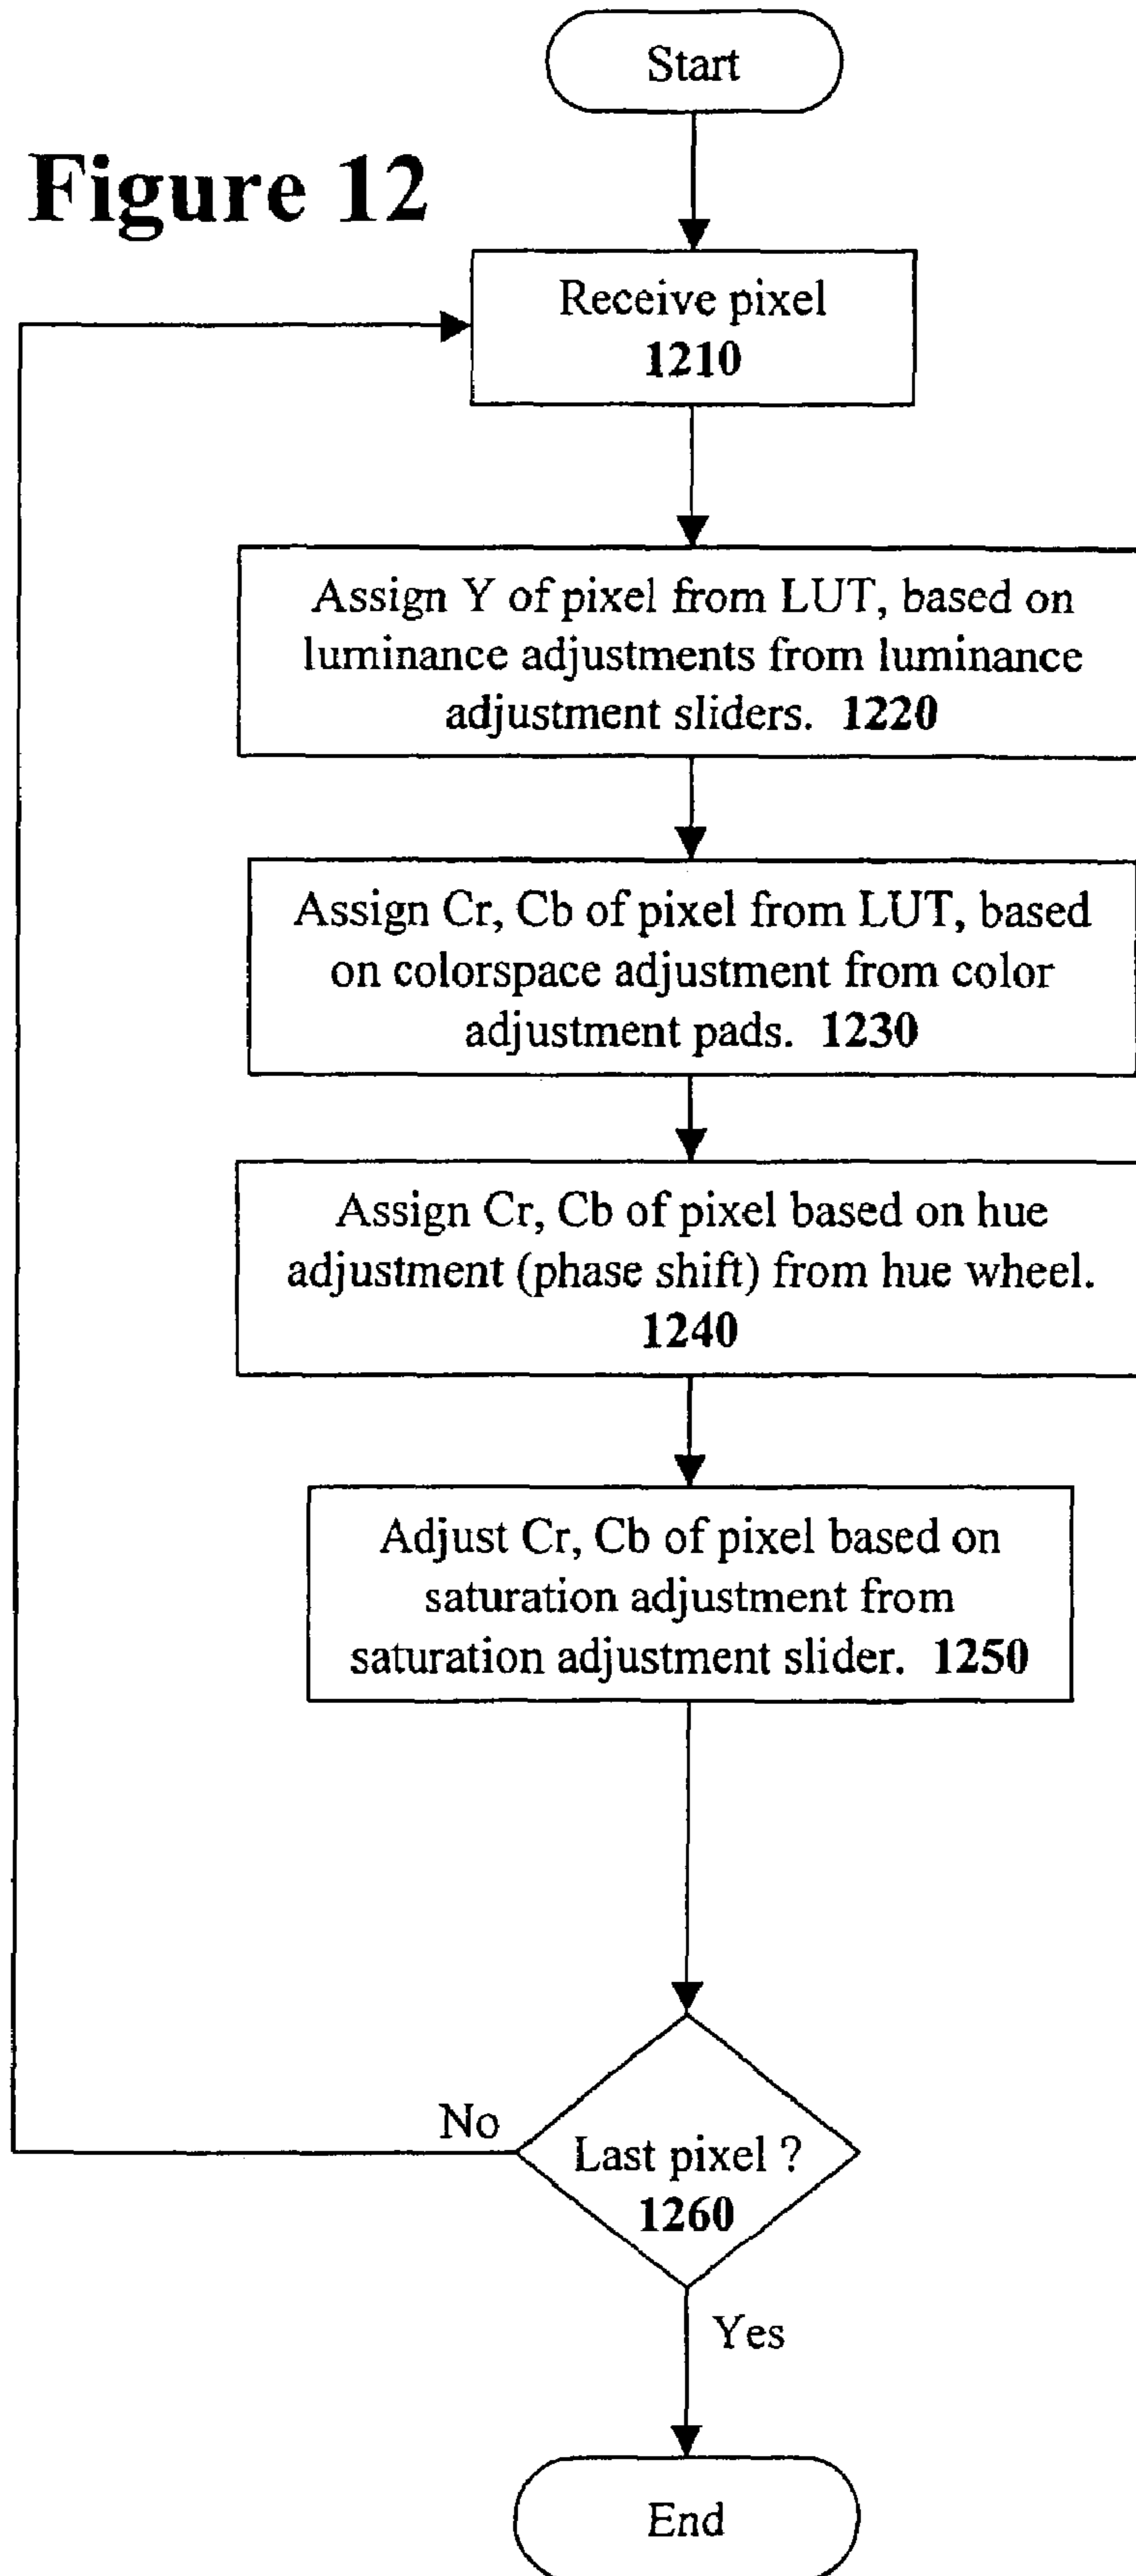 Start
Figure 12
Receive pixel
1210
Assign Y of pixel from LUT, based on
luminance adjustments from luminance
adjustment sliders. 1220
Assign Cr, Cb of pixel from LUT, based
on colorspace adjustment from color
adjustment pads. 1230
Assign Cr, Cb of pixel based on hue
adjustment (phase shift) from hue wheel.
1240
Adjust Cr, Cb of pixel based on
saturation adjustment from
saturation adjustment slider. 1250
No
Last pixel ?
1260
Yes
End